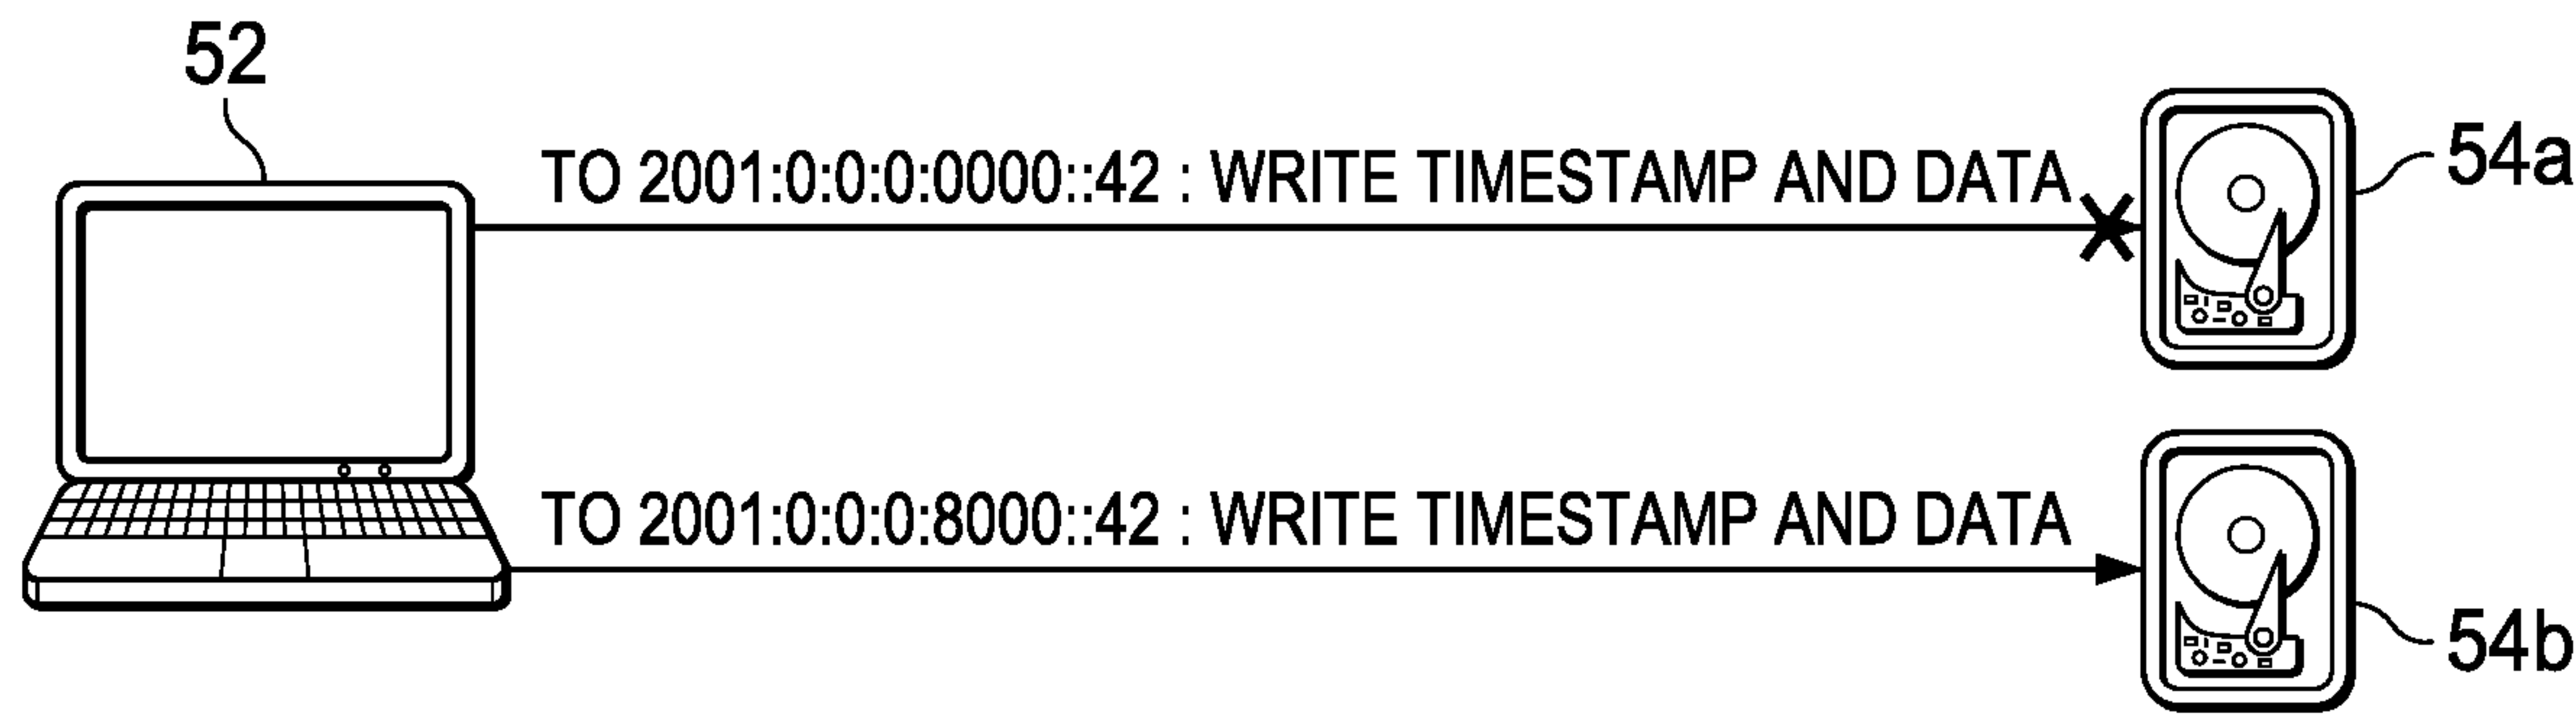 52
TO 2001:0:0:0:0000::42 : WRITE TIMESTAMP AND DATA
54a
TO 2001:0:0:0:8000::42 : WRITE TIMESTAMP AND DATA
54b